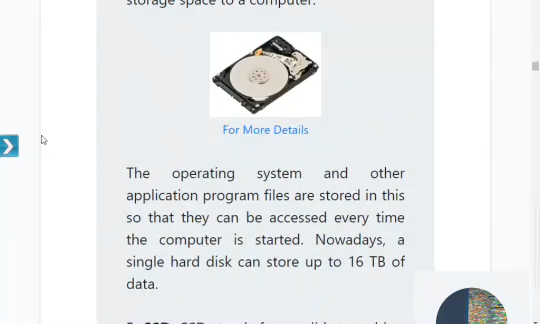 storage space to a computer.
For More Details
The operating system and other
application program files are stored in this
so that they can be accessed every time
the computer is started. Nowadays, a
single hard disk can store up to 16 TB of
data.